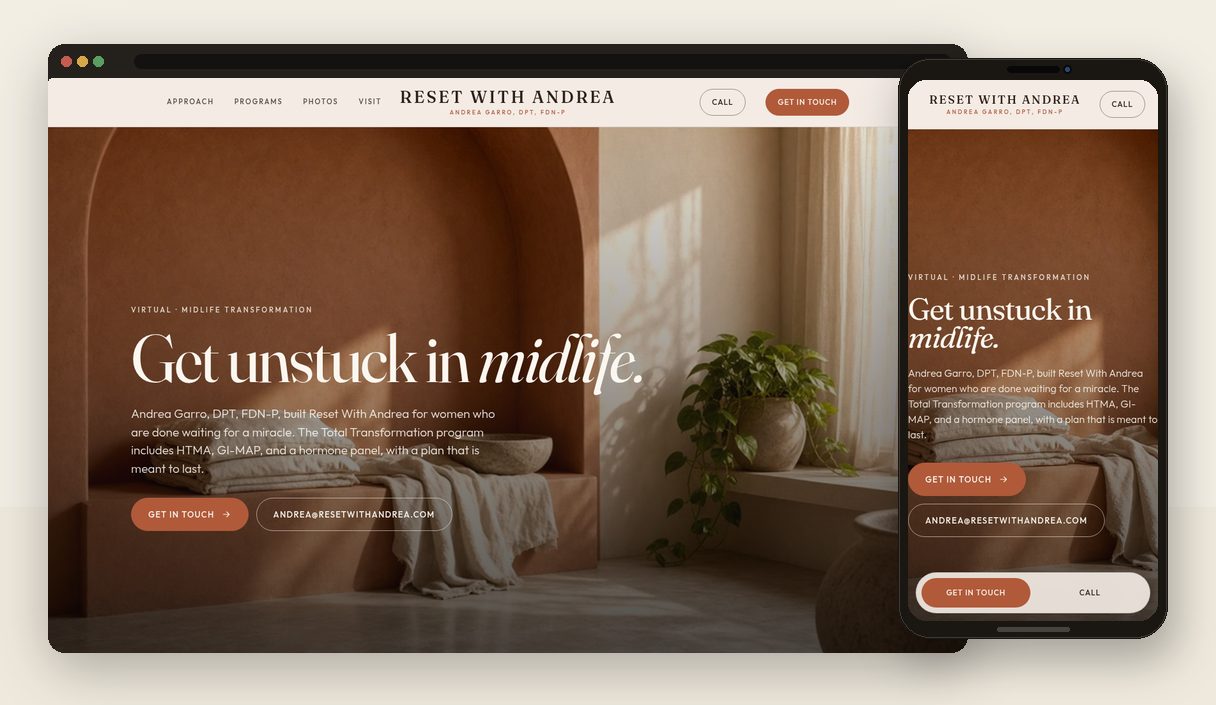 APPROACH PROGRAMS PHOTOS VISIT
RESET WITH ANDREA
ANDREA GARRO, DPT, FDN-P
CALL
GET IN TOUCH
VIRTUAL · MIDLIFE TRANSFORMATION
Get unstuck in midlife.
Andrea Garro, DPT, FDN-P, built Reset With Andrea for women who
are done waiting for a miracle. The Total Transformation program
includes HTMA, GI-MAP, and a hormone panel, with a plan that is
meant to last.
GET IN TOUCH →
ANDREA@RESETWITHANDREA.COM
RESET WITH ANDREA
ANDREA GARRO, DPT, FDN-P
CALL
VIRTUAL · MIDLIFE TRANSFORMATION
Get unstuck in
midlife.
Andrea Garro, DPT, FDN-P, built Reset With Andrea
for women who are done waiting for a miracle. The
Total Transformation program includes HTMA, GI-
MAP, and a hormone panel, with a plan that is meant to
last.
GET IN TOUCH →
ANDREA@RESETWITHANDREA.COM
GET IN TOUCH
CALL